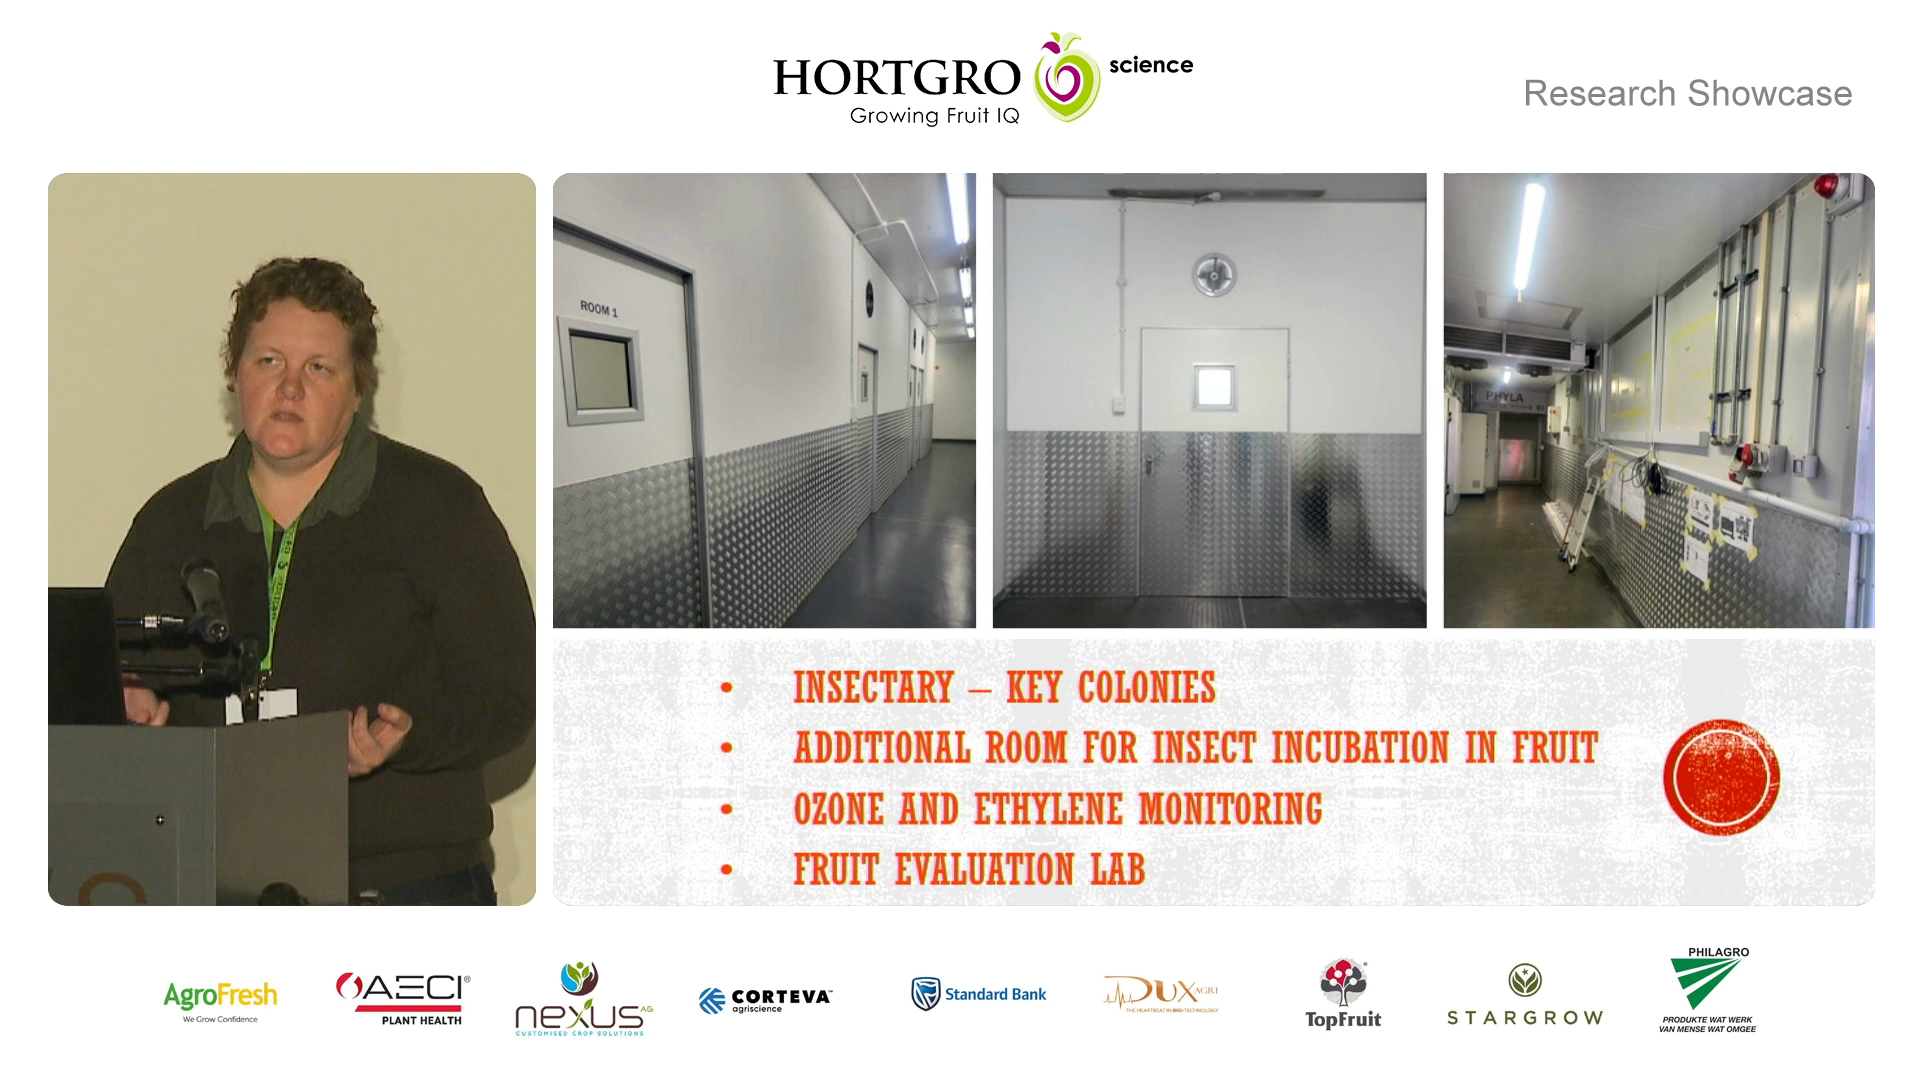 HORTGRO science
Growing Fruit IQ
Research Showcase
ROOM 1
PHYLA
• INSECTARY – KEY COLONIES
• ADDITIONAL ROOM FOR INSECT INCUBATION IN FRUIT
• OZONE AND ETHYLENE MONITORING
• FRUIT EVALUATION LAB
AgroFresh
We Grow Confidence
AECI®
PLANT HEALTH
nexus AG
CUSTOMISED CROP SOLUTIONS
CORTEVA™
agriscience
Standard Bank
DUX AGRI
THE HEARTBEAT IN BIO-TECHNOLOGY
TopFruit
STARGROW
PHILAGRO
PRODUKTE WAT WERK
VAN MENSE WAT OMGEE